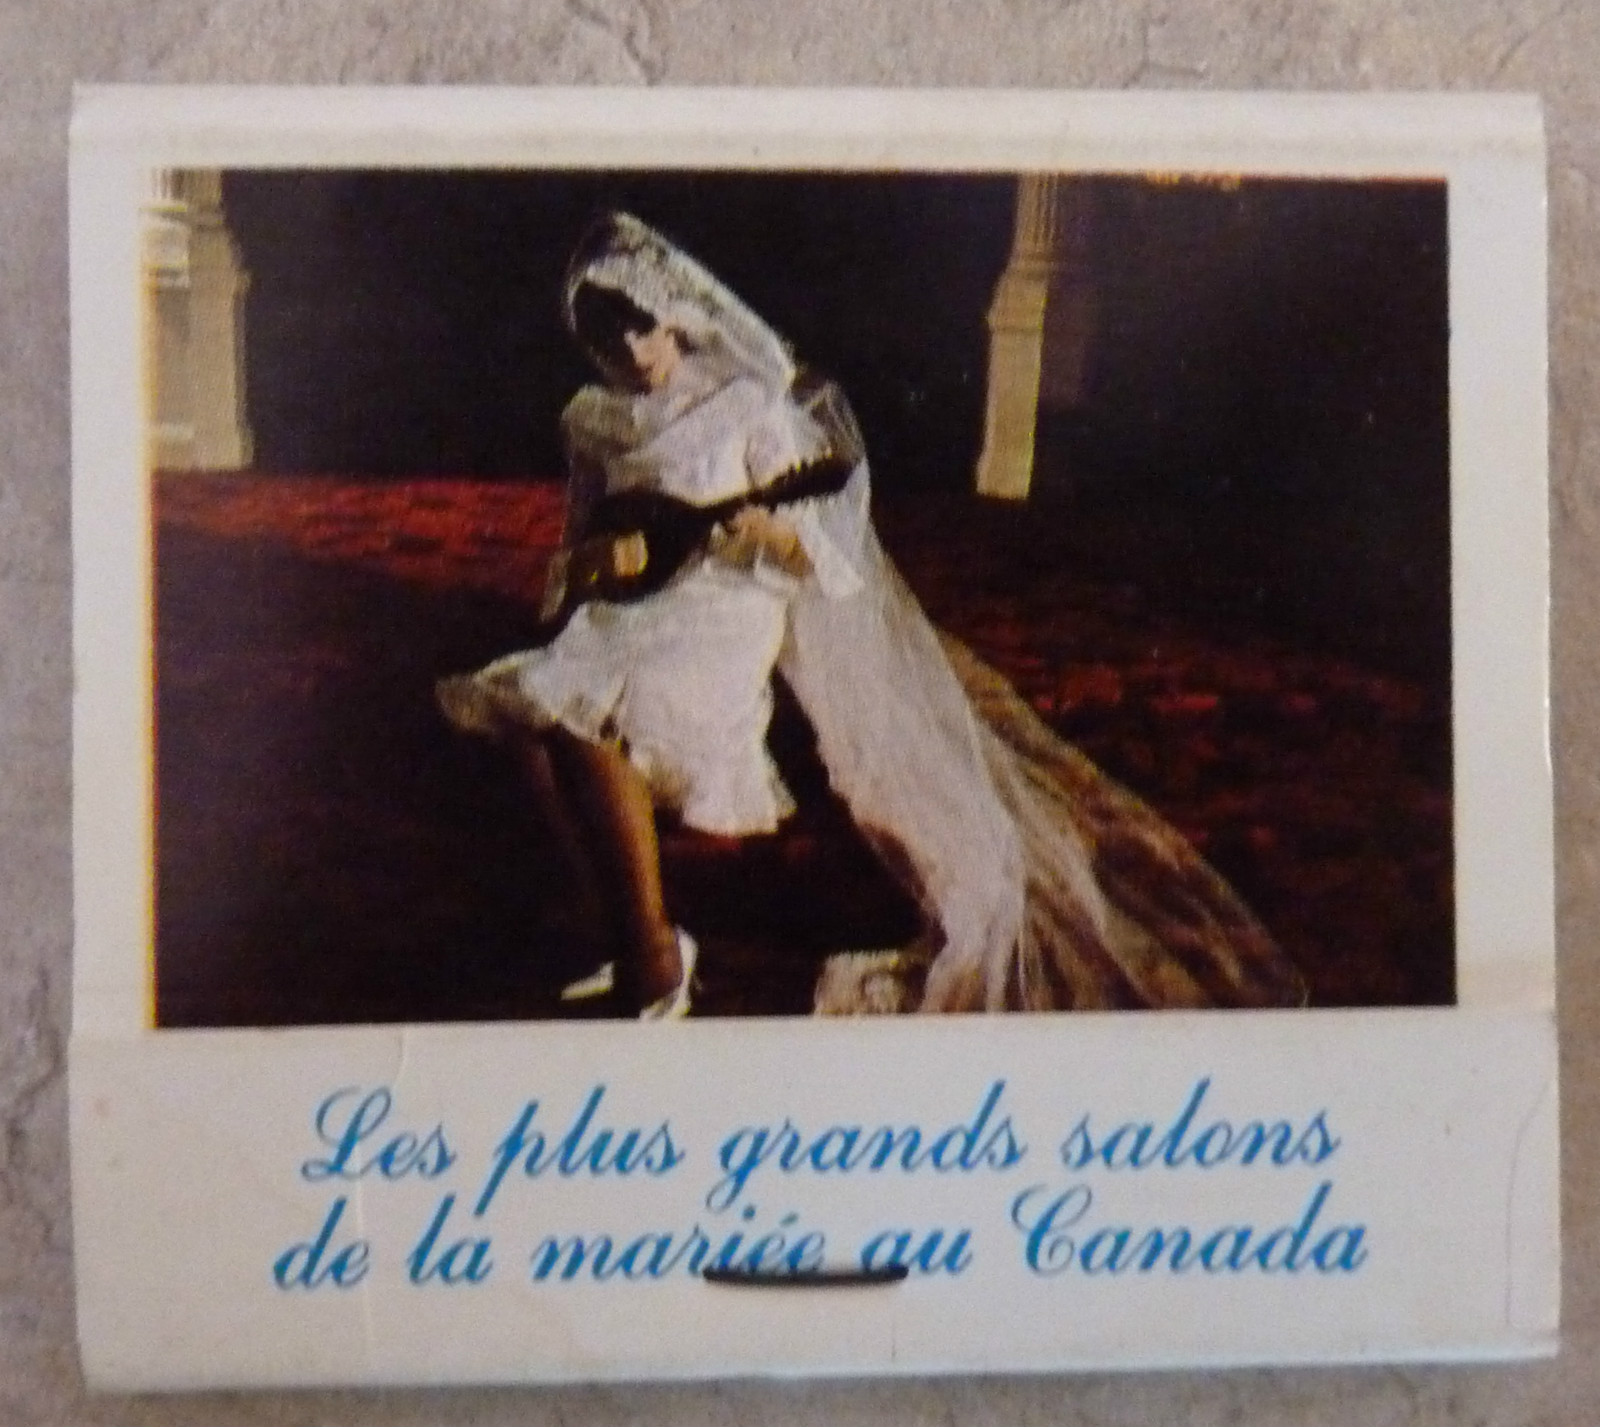 Les plus grands salons
de la mariée au Canada